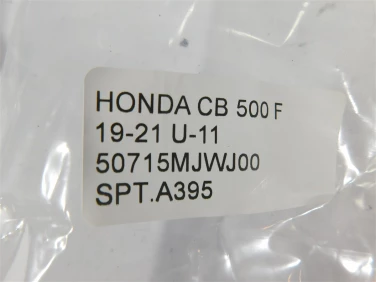 HONDA CB 500 F
19-21 U-11
50715MJWJ00
SPT.A395